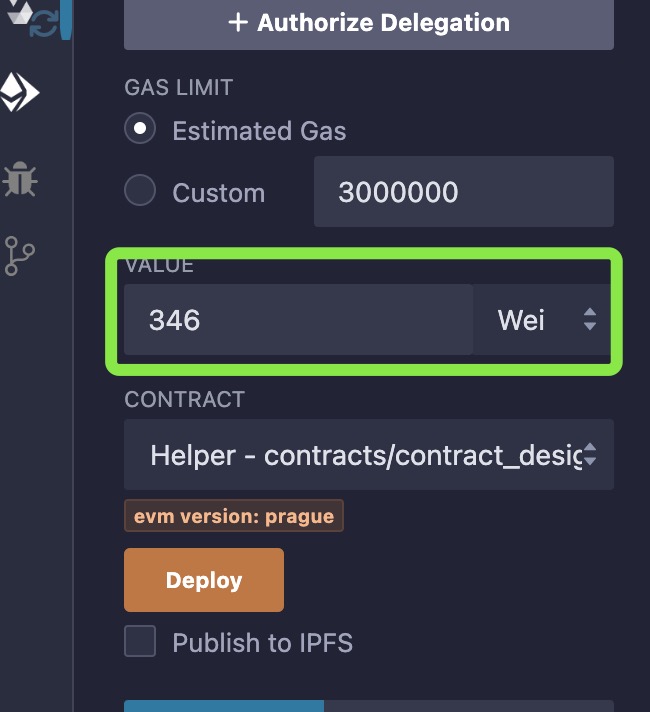 + Authorize Delegation
GAS LIMIT
Estimated Gas
Custom
3000000
VALUE
346 Wei
CONTRACT
Helper - contracts/contract_desig
evm version: prague
Deploy
Publish to IPFS